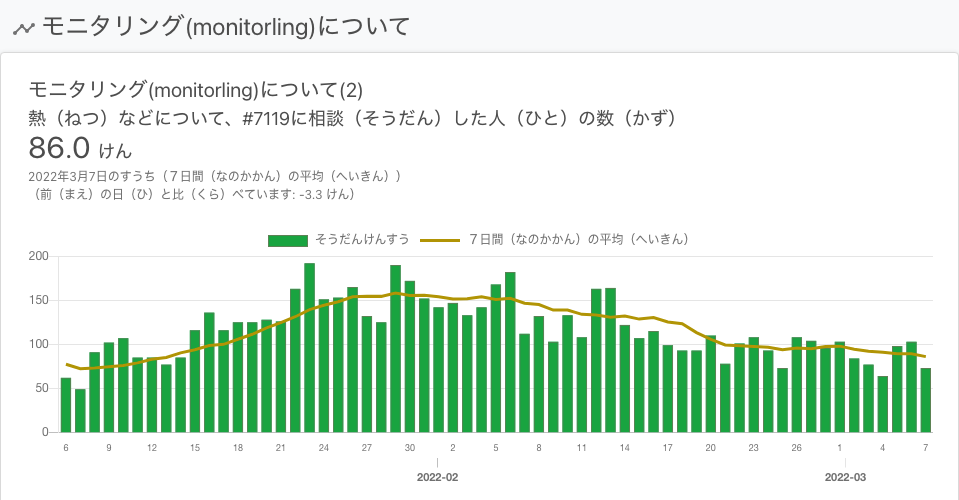 モニタリング(monitorling)について
モニタリング(monitorling)について(2)
熱（ねつ）などについて、#7119に相談（そうだん）した人（ひと）の数（かず）
86.0 けん
2022年3月7日のすうち（７日間（なのかかん）の平均（へいきん））
（前（まえ）の日（ひ）と比（くら）べています: -3.3 けん）
そうだんけんすう ７日間（なのかかん）の平均（へいきん）
200
150
100
50
0
6 9 12 15 18 21 24 27 30 2 5 8 11 14 17 20 23 26 1 4 7
2022-02 2022-03